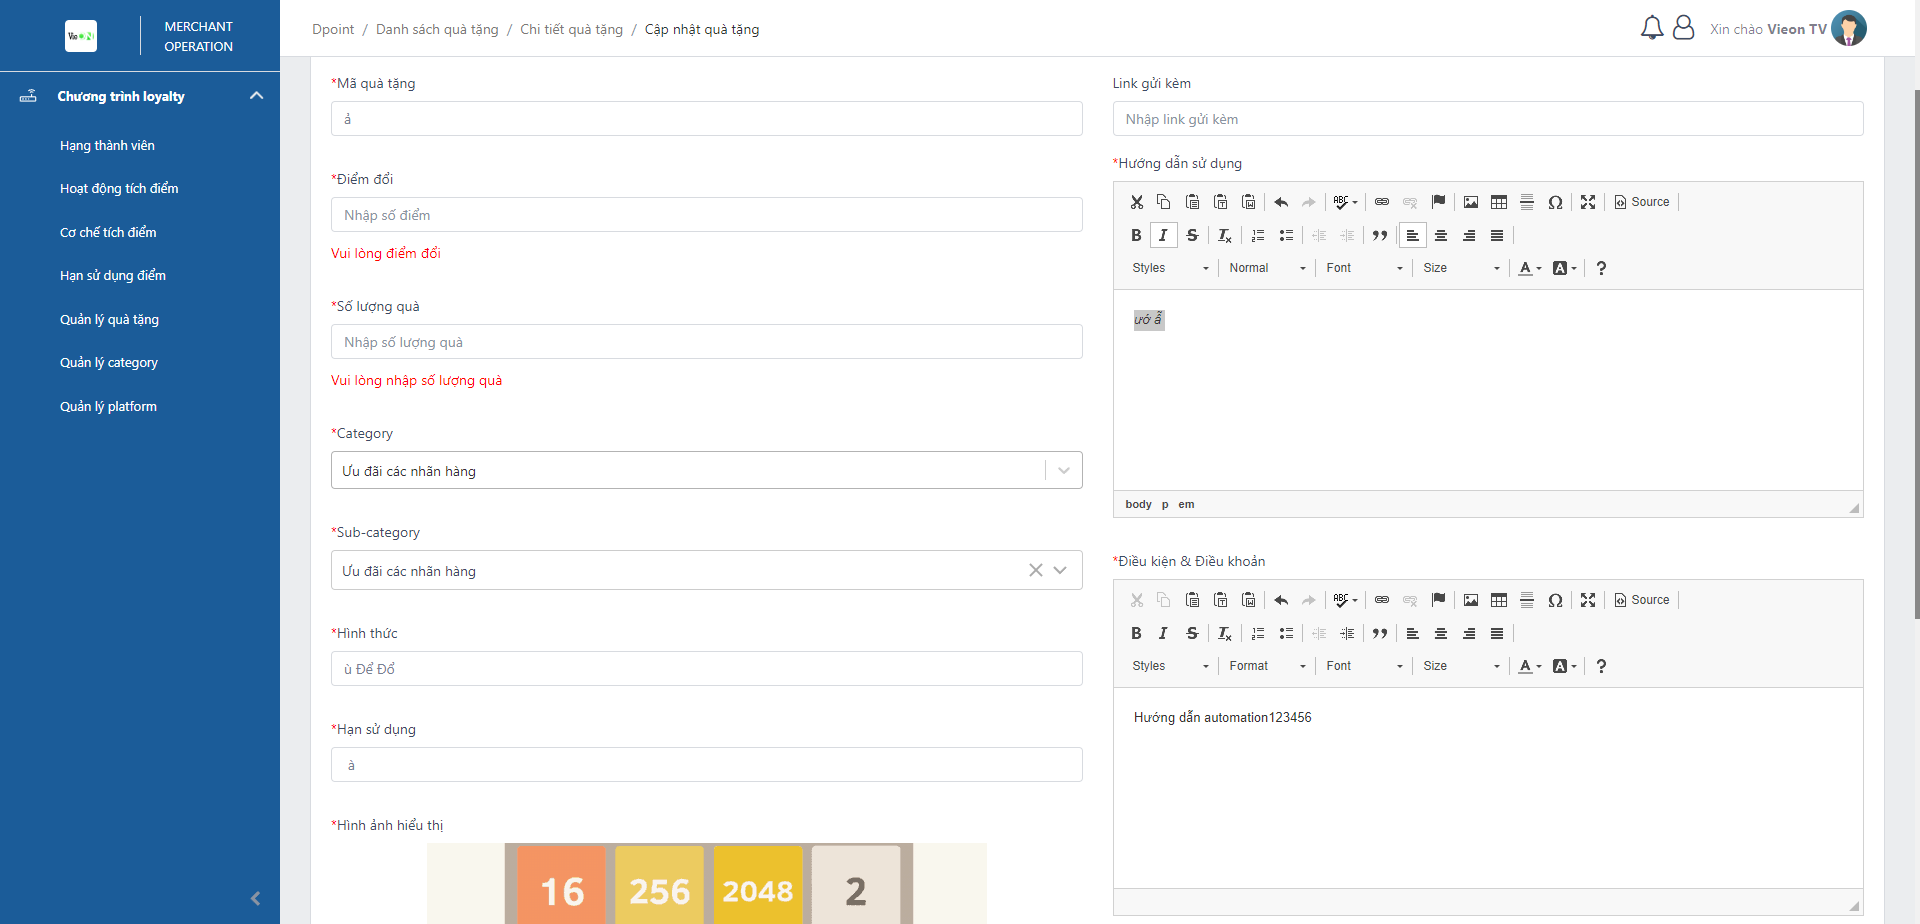 VieON
MERCHANT
OPERATION
Chương trình loyalty
Hạng thành viên
Hoạt động tích điểm
Cơ chế tích điểm
Hạn sử dụng điểm
Quản lý quà tặng
Quản lý category
Quản lý platform
Dpoint / Danh sách quà tặng / Chi tiết quà tặng / Cập nhật quà tặng
Xin chào Vieon TV
*Mã quà tặng
ả
*Điểm đổi
Nhập số điểm
Vui lòng điểm đổi
*Số lượng quà
Nhập số lượng quà
Vui lòng nhập số lượng quà
*Category
Ưu đãi các nhãn hàng
*Sub-category
Ưu đãi các nhãn hàng
*Hình thức
ù Để Đổ
*Hạn sử dụng
à
*Hình ảnh hiển thị
16 256 2048 2
Link gửi kèm
Nhập link gửi kèm
*Hướng dẫn sử dụng
ABC Ω Source
B I S Tx
Styles Normal Font Size A A ?
ướ ẫ
body p em
*Điều kiện & Điều khoản
ABC Ω Source
B I S Tx
Styles Format Font Size A A ?
Hướng dẫn automation123456